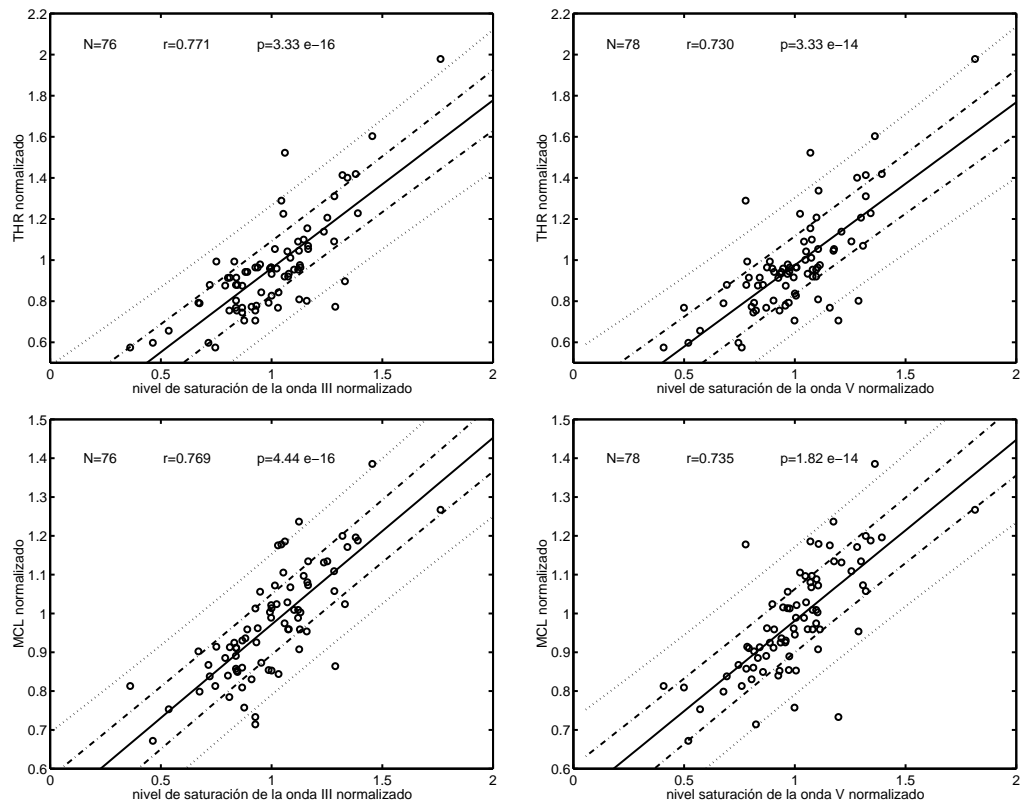 2.2
2
1.8
1.6
1.4
1.2
1
0.8
0.6
THR normalizado
N=76 r=0.771 p=3.33 e−16
0 0.5 1 1.5 2
nivel de saturación de la onda III normalizado
2.2
2
1.8
1.6
1.4
1.2
1
0.8
0.6
THR normalizado
N=78 r=0.730 p=3.33 e−14
0 0.5 1 1.5 2
nivel de saturación de la onda V normalizado
1.5
1.4
1.3
1.2
1.1
1
0.9
0.8
0.7
0.6
MCL normalizado
N=76 r=0.769 p=4.44 e−16
0 0.5 1 1.5 2
nivel de saturación de la onda III normalizado
1.5
1.4
1.3
1.2
1.1
1
0.9
0.8
0.7
0.6
MCL normalizado
N=78 r=0.735 p=1.82 e−14
0 0.5 1 1.5 2
nivel de saturación de la onda V normalizado